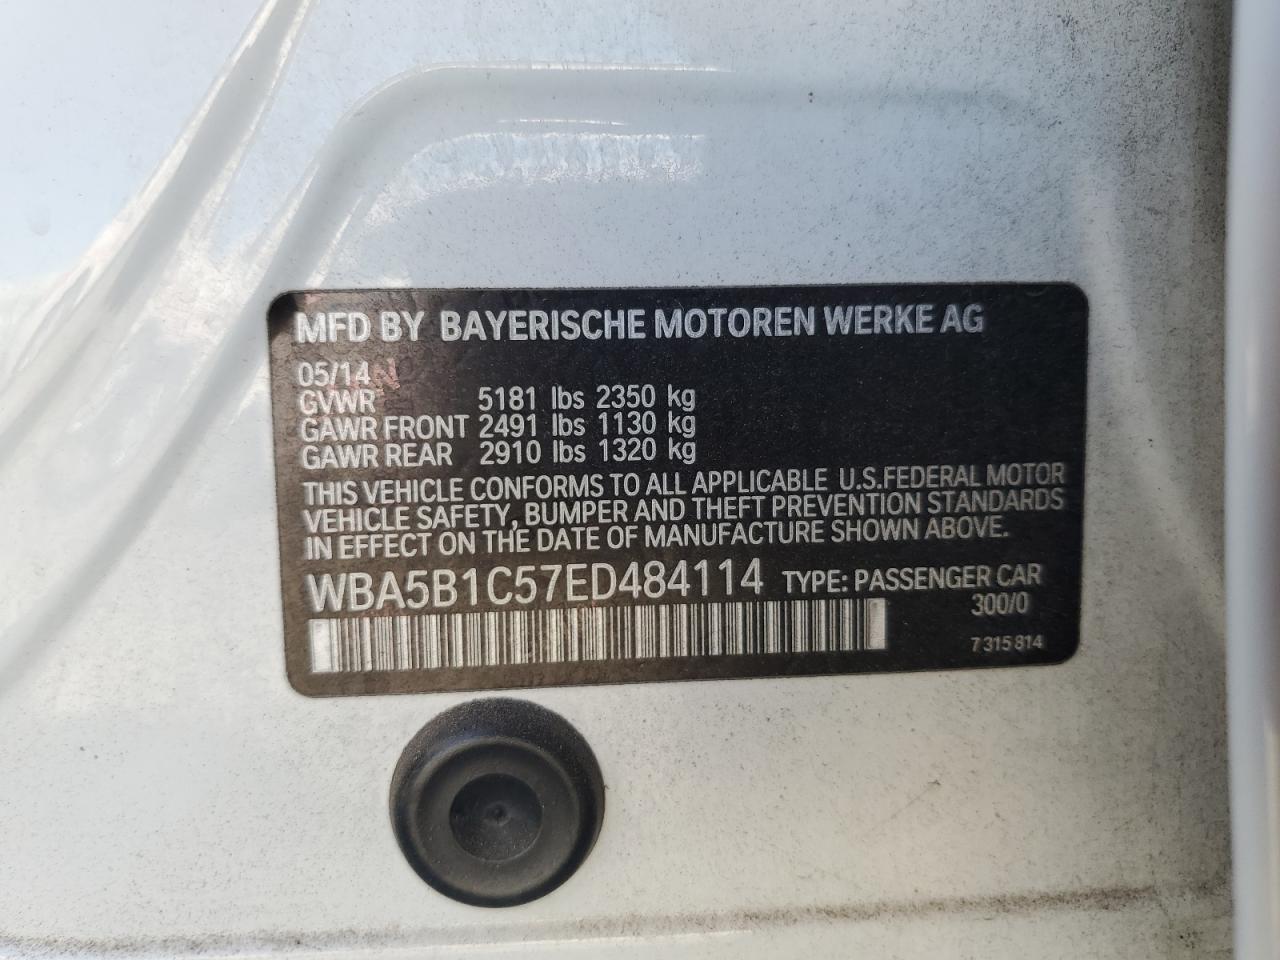 MFD BY BAYERISCHE MOTOREN WERKE AG
05/14
GVWR 5181 lbs 2350 kg
GAWR FRONT 2491 lbs 1130 kg
GAWR REAR 2910 lbs 1320 kg
THIS VEHICLE CONFORMS TO ALL APPLICABLE U.S.FEDERAL MOTOR
VEHICLE SAFETY, BUMPER AND THEFT PREVENTION STANDARDS
IN EFFECT ON THE DATE OF MANUFACTURE SHOWN ABOVE.
WBA5B1C57ED484114 TYPE: PASSENGER CAR
300/0
7 315 814